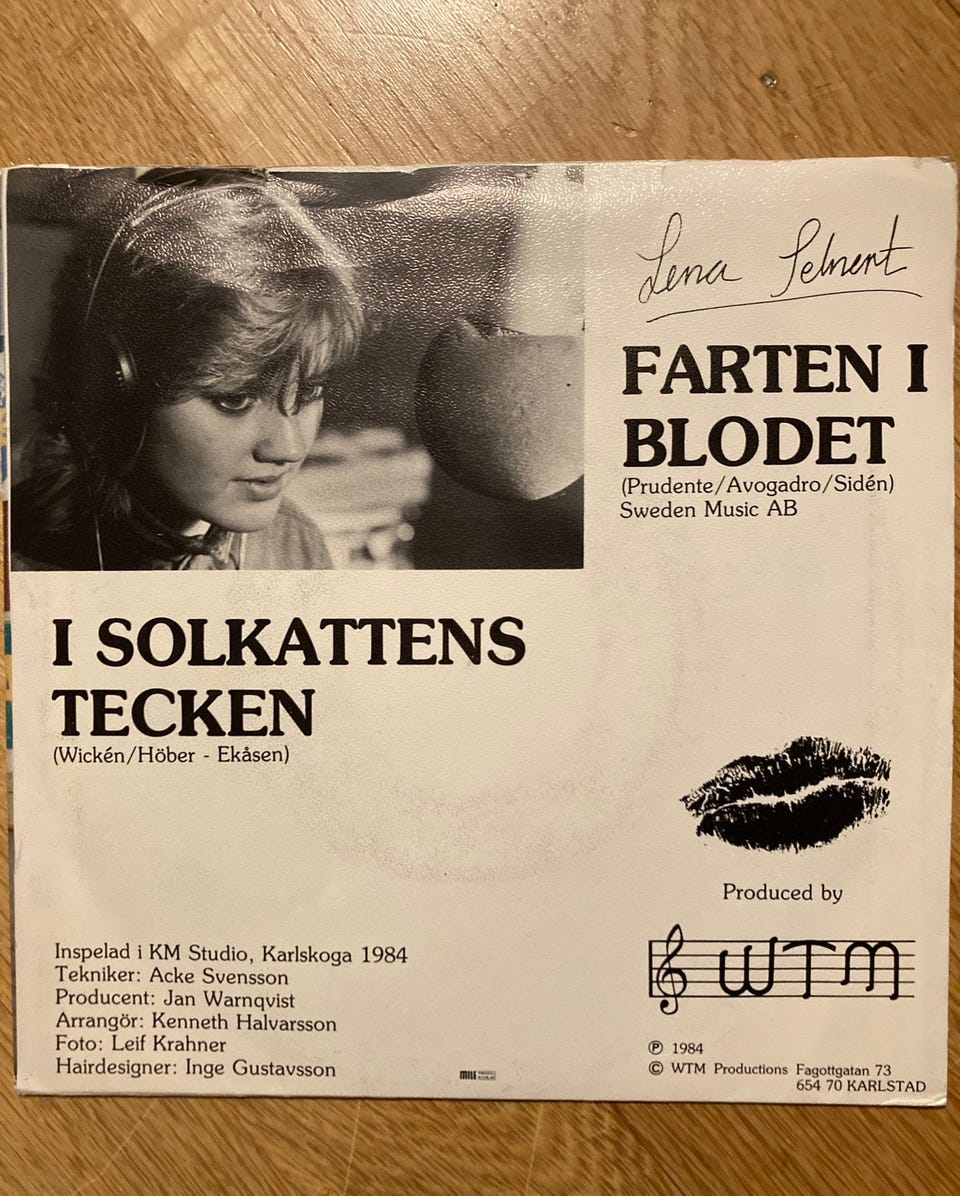 Lena Selnert
FARTEN I
BLODET
(Prudente/Avogadro/Sidén)
Sweden Music AB
I SOLKATTENS
TECKEN
(Wickén/Höber - Ekåsen)
Produced by
WTM
Inspelad i KM Studio, Karlskoga 1984
Tekniker: Acke Svensson
Producent: Jan Warnqvist
Arrangör: Kenneth Halvarsson
Foto: Leif Krahner
Hairdesigner: Inge Gustavsson
℗ 1984
© WTM Productions Fagottgatan 73
654 70 KARLSTAD